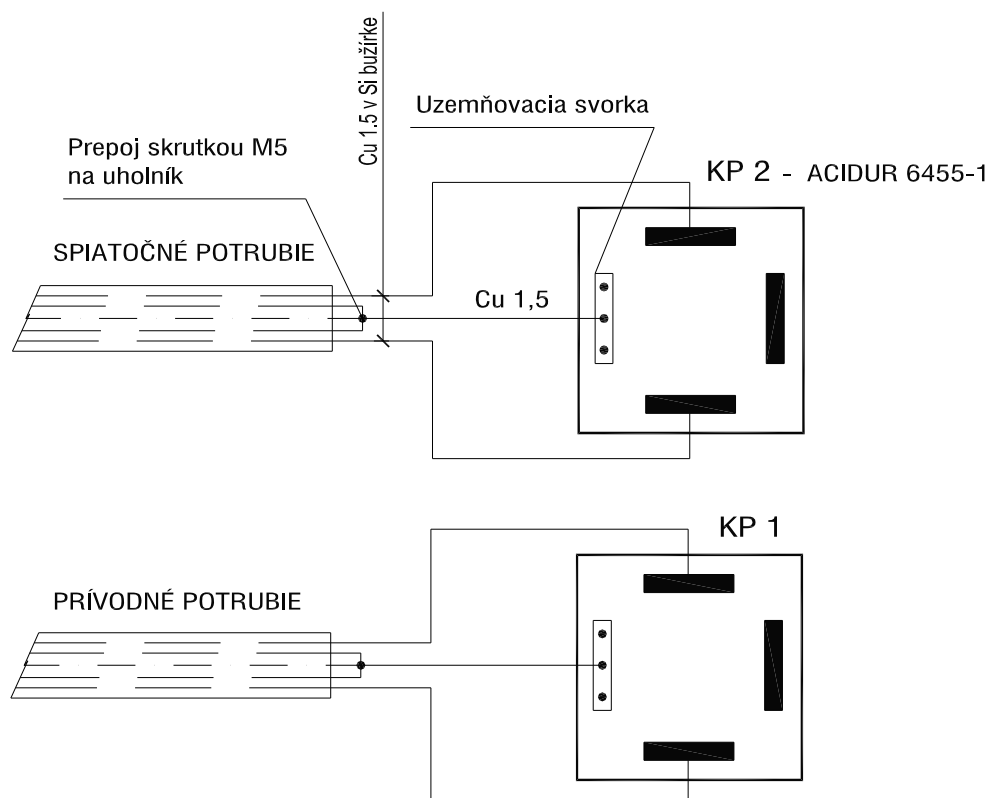 Cu 1.5 v Si bužírke
Uzemňovacia svorka
Prepoj skrutkou M5
na uholník
KP 2 - ACIDUR 6455-1
SPIATOČNÉ POTRUBIE
Cu 1,5
KP 1
PRÍVODNÉ POTRUBIE